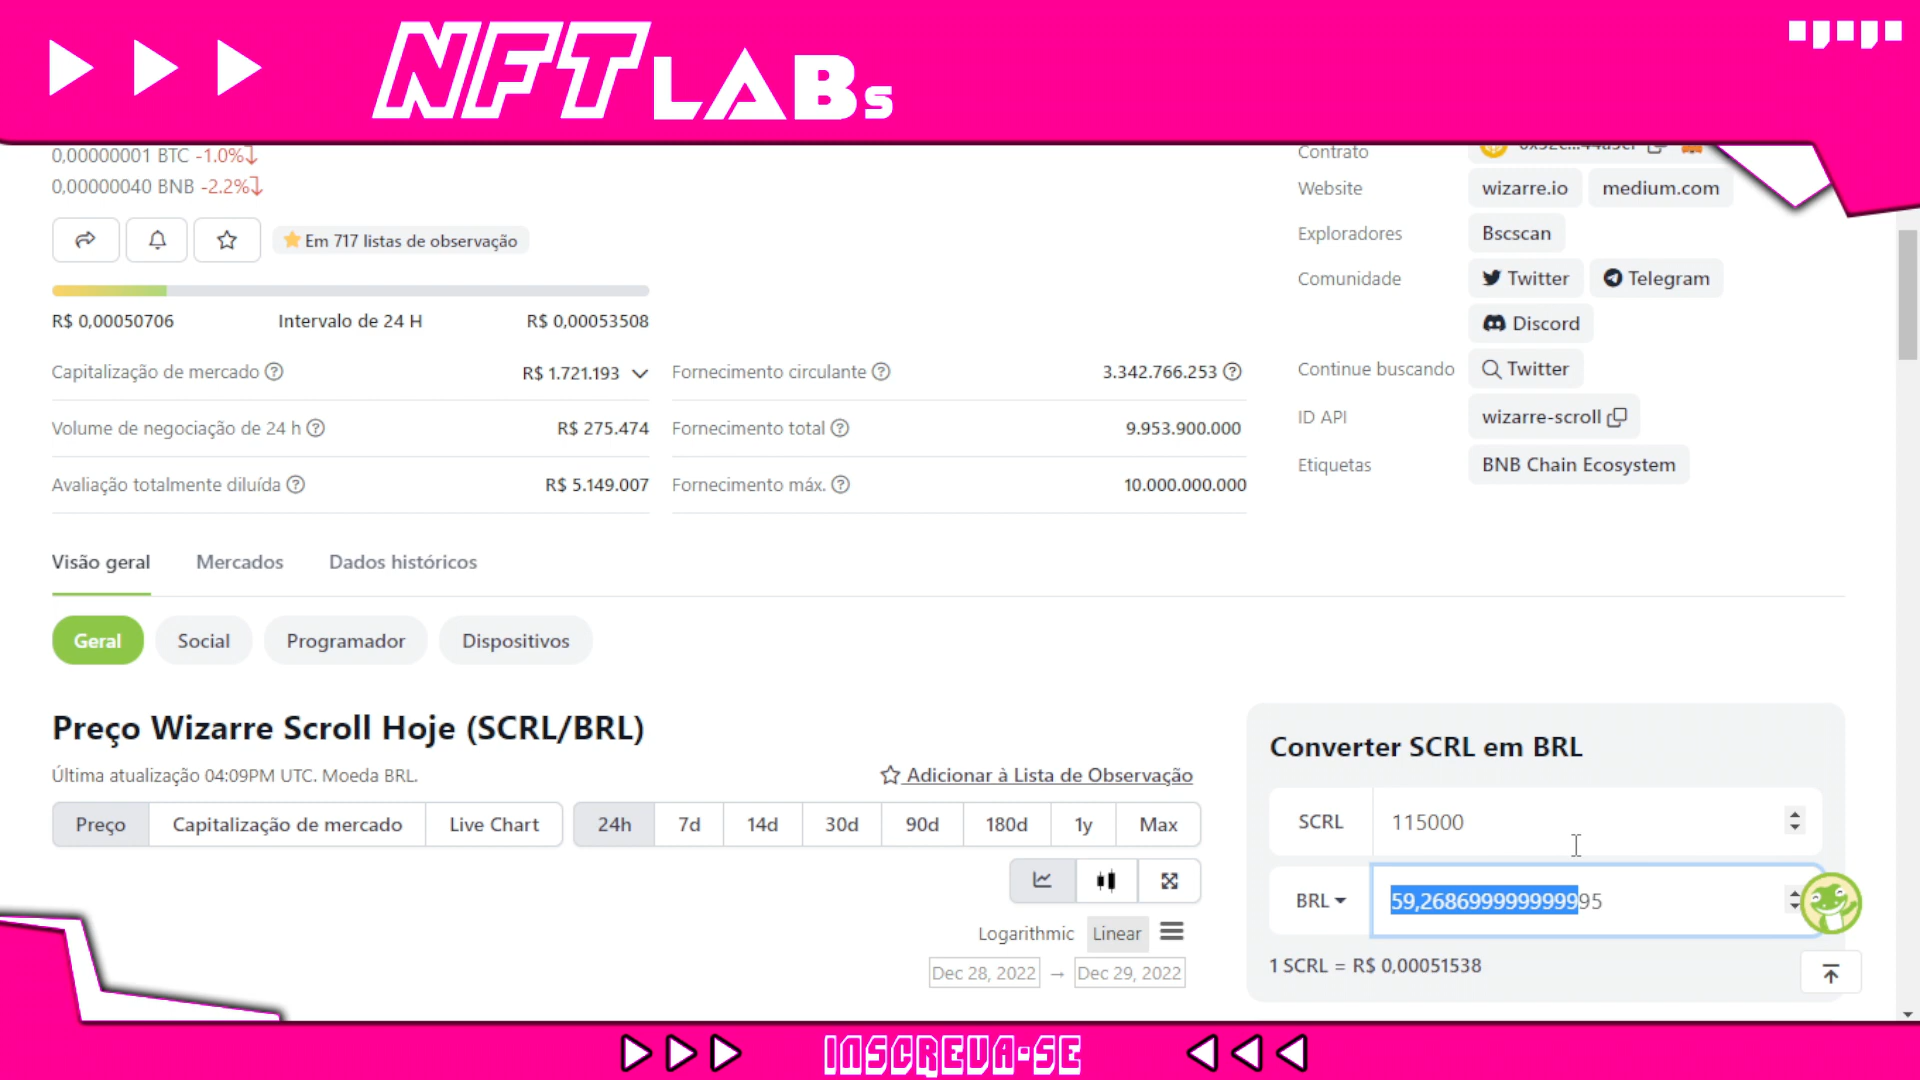 NFT LABs
0,00000001 BTC -1.0%
0,00000040 BNB -2.2%
Em 717 listas de observação
R$ 0,00050706 Intervalo de 24 H R$ 0,00053508
Capitalização de mercado R$ 1.721.193
Volume de negociação de 24 h R$ 275.474
Avaliação totalmente diluída R$ 5.149.007
Fornecimento circulante 3.342.766.253
Fornecimento total 9.953.900.000
Fornecimento máx. 10.000.000.000
Contrato
Website wizarre.io medium.com
Exploradores Bscscan
Comunidade Twitter Telegram
Discord
Continue buscando Twitter
ID API wizarre-scroll
Etiquetas BNB Chain Ecosystem
Visão geral Mercados Dados históricos
Geral Social Programador Dispositivos
Preço Wizarre Scroll Hoje (SCRL/BRL)
Última atualização 04:09PM UTC. Moeda BRL.
Adicionar à Lista de Observação
Preço Capitalização de mercado Live Chart 24h 7d 14d 30d 90d 180d 1y Max
Logarithmic Linear
Dec 28, 2022 → Dec 29, 2022
Converter SCRL em BRL
SCRL 115000
BRL 59,26869999999995
1 SCRL = R$ 0,00051538
INSCREVA-SE